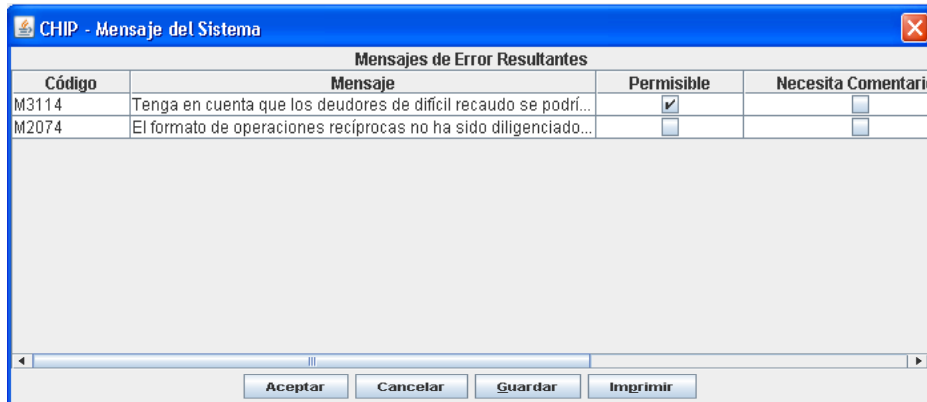 CHIP - Mensaje del Sistema
Mensajes de Error Resultantes
Código Mensaje Permisible Necesita Comentari
M3114 Tenga en cuenta que los deudores de difícil recaudo se podrí...
M2074 El formato de operaciones recíprocas no ha sido diligenciado...
Aceptar Cancelar Guardar Imprimir